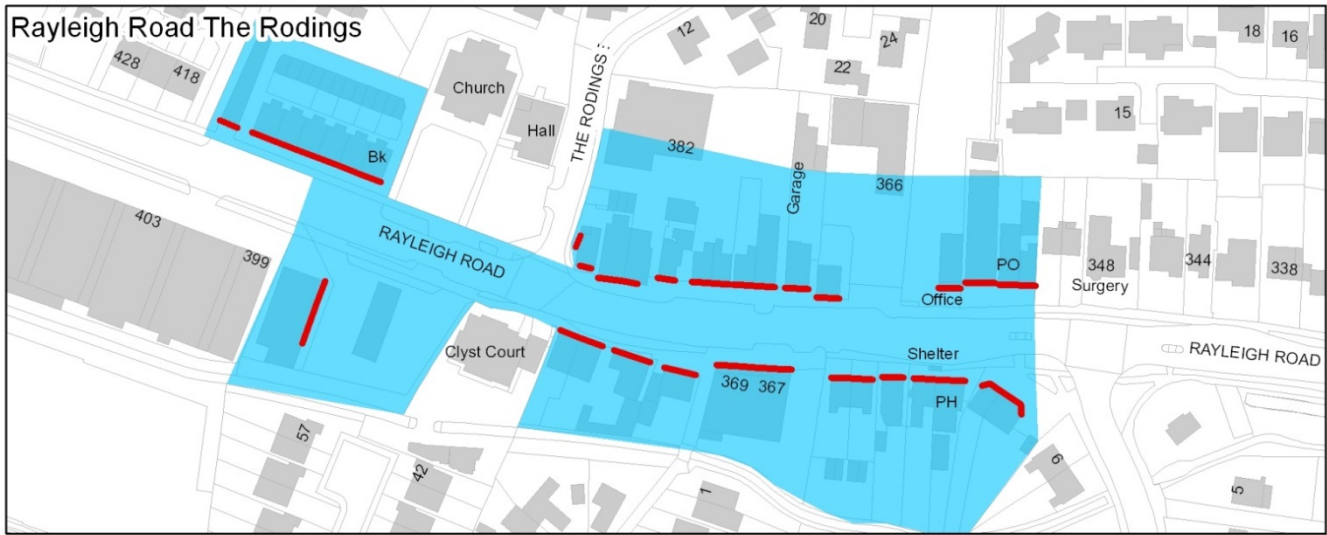 Rayleigh Road The Rodings
428
418
Church
Hall
THE RODINGS
12
20
24
22
18
16
15
Bk
382
Garage
366
403
399
RAYLEIGH ROAD
PO
Office
Surgery
348
344
338
Clyst Court
Shelter
RAYLEIGH ROAD
369
367
PH
57
42
1
6
5